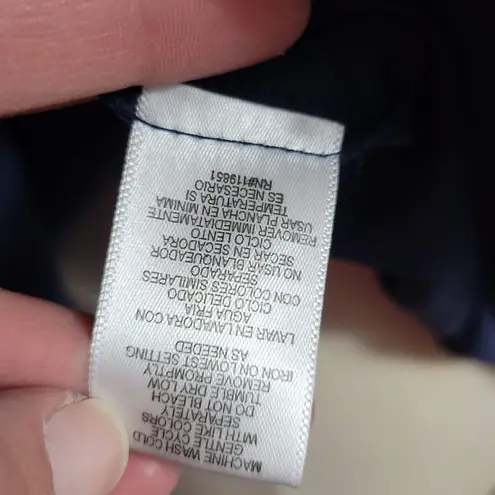 MACHINE WASH COLD
GENTLE CYCLE
WITH LIKE COLORS
SEPARATELY
DO NOT BLEACH
TUMBLE DRY LOW
REMOVE PROMPTLY
IRON ON LOWEST SETTING
AS NEEDED
LAVAR EN LAVADORA CON
AGUA FRIA
CICLO DELICADO
CON COLORES SIMILARES
SEPARADO
NO USAR BLANQUEADOR
SECAR EN SECADORA
CICLO LENTO
REMOVER IMMEDIATAMENTE
USAR PLANCHA EN MINIMA
TEMPERATURA SI
ES NECESARIO
RN#119851